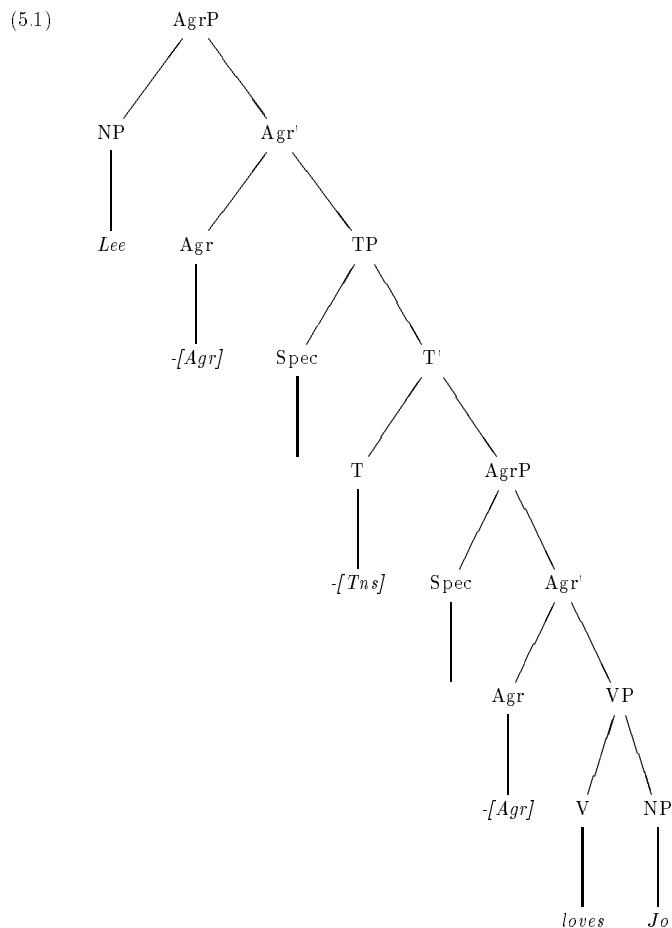 (5.1) AgrP
NP Agr'
Lee Agr TP
-[Agr] Spec T'
T AgrP
-[Tns] Spec Agr'
Agr VP
-[Agr] V NP
loves Jo